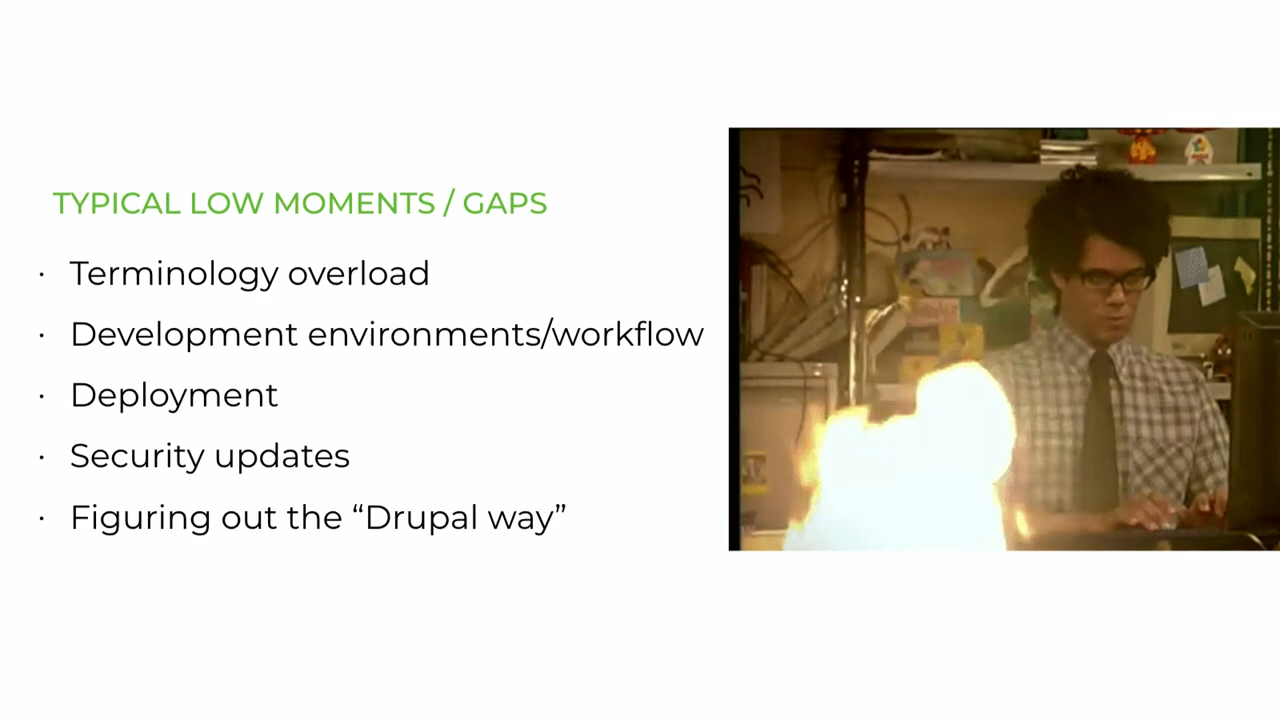 TYPICAL LOW MOMENTS / GAPS
· Terminology overload
· Development environments/workflow
· Deployment
· Security updates
· Figuring out the “Drupal way”